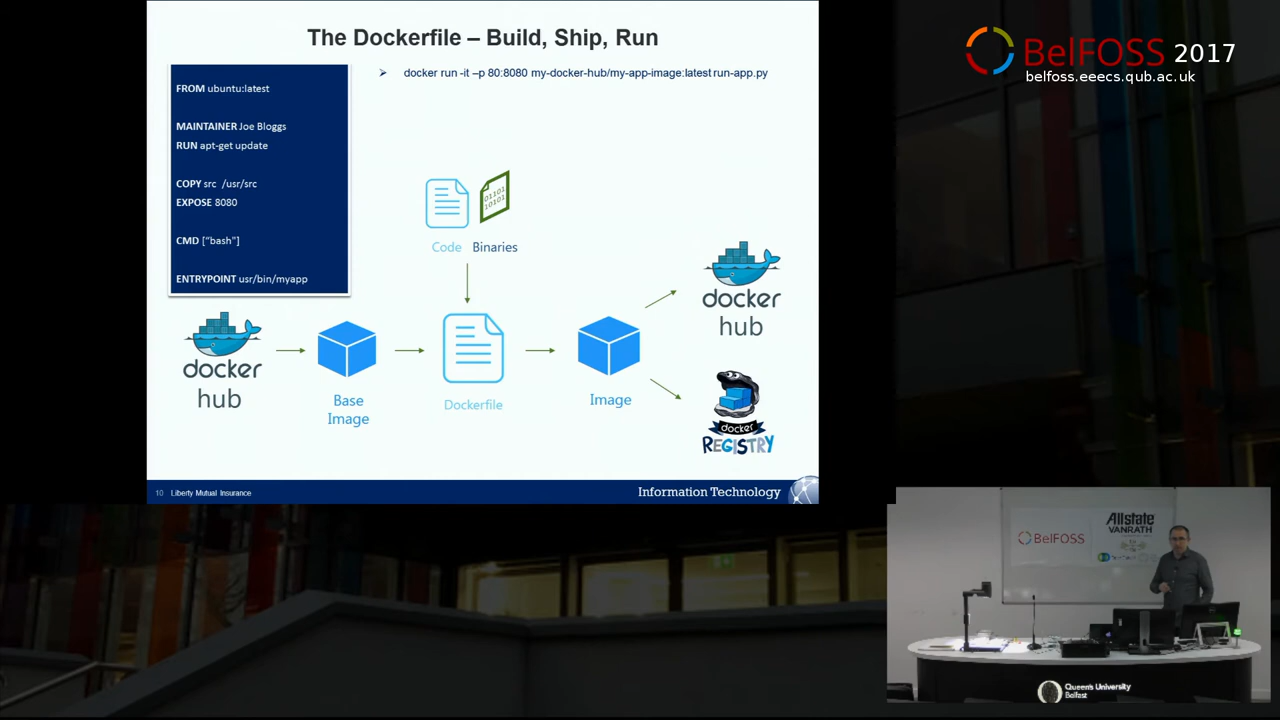 The Dockerfile – Build, Ship, Run
FROM ubuntu:latest
MAINTAINER Joe Bloggs
RUN apt-get update
COPY src /usr/src
EXPOSE 8080
CMD ["bash"]
ENTRYPOINT usr/bin/myapp
➢ docker run -it –p 80:8080 my-docker-hub/my-app-image:latest run-app.py
Code Binaries
01101
10101
docker
hub
Base
Image
Dockerfile
Image
docker
hub
docker
REGISTRY
10 Liberty Mutual Insurance
Information Technology
BelFOSS 2017
belfoss.eeecs.qub.ac.uk
BelFOSS
Allstate
VANRATH
Queen's University
Belfast